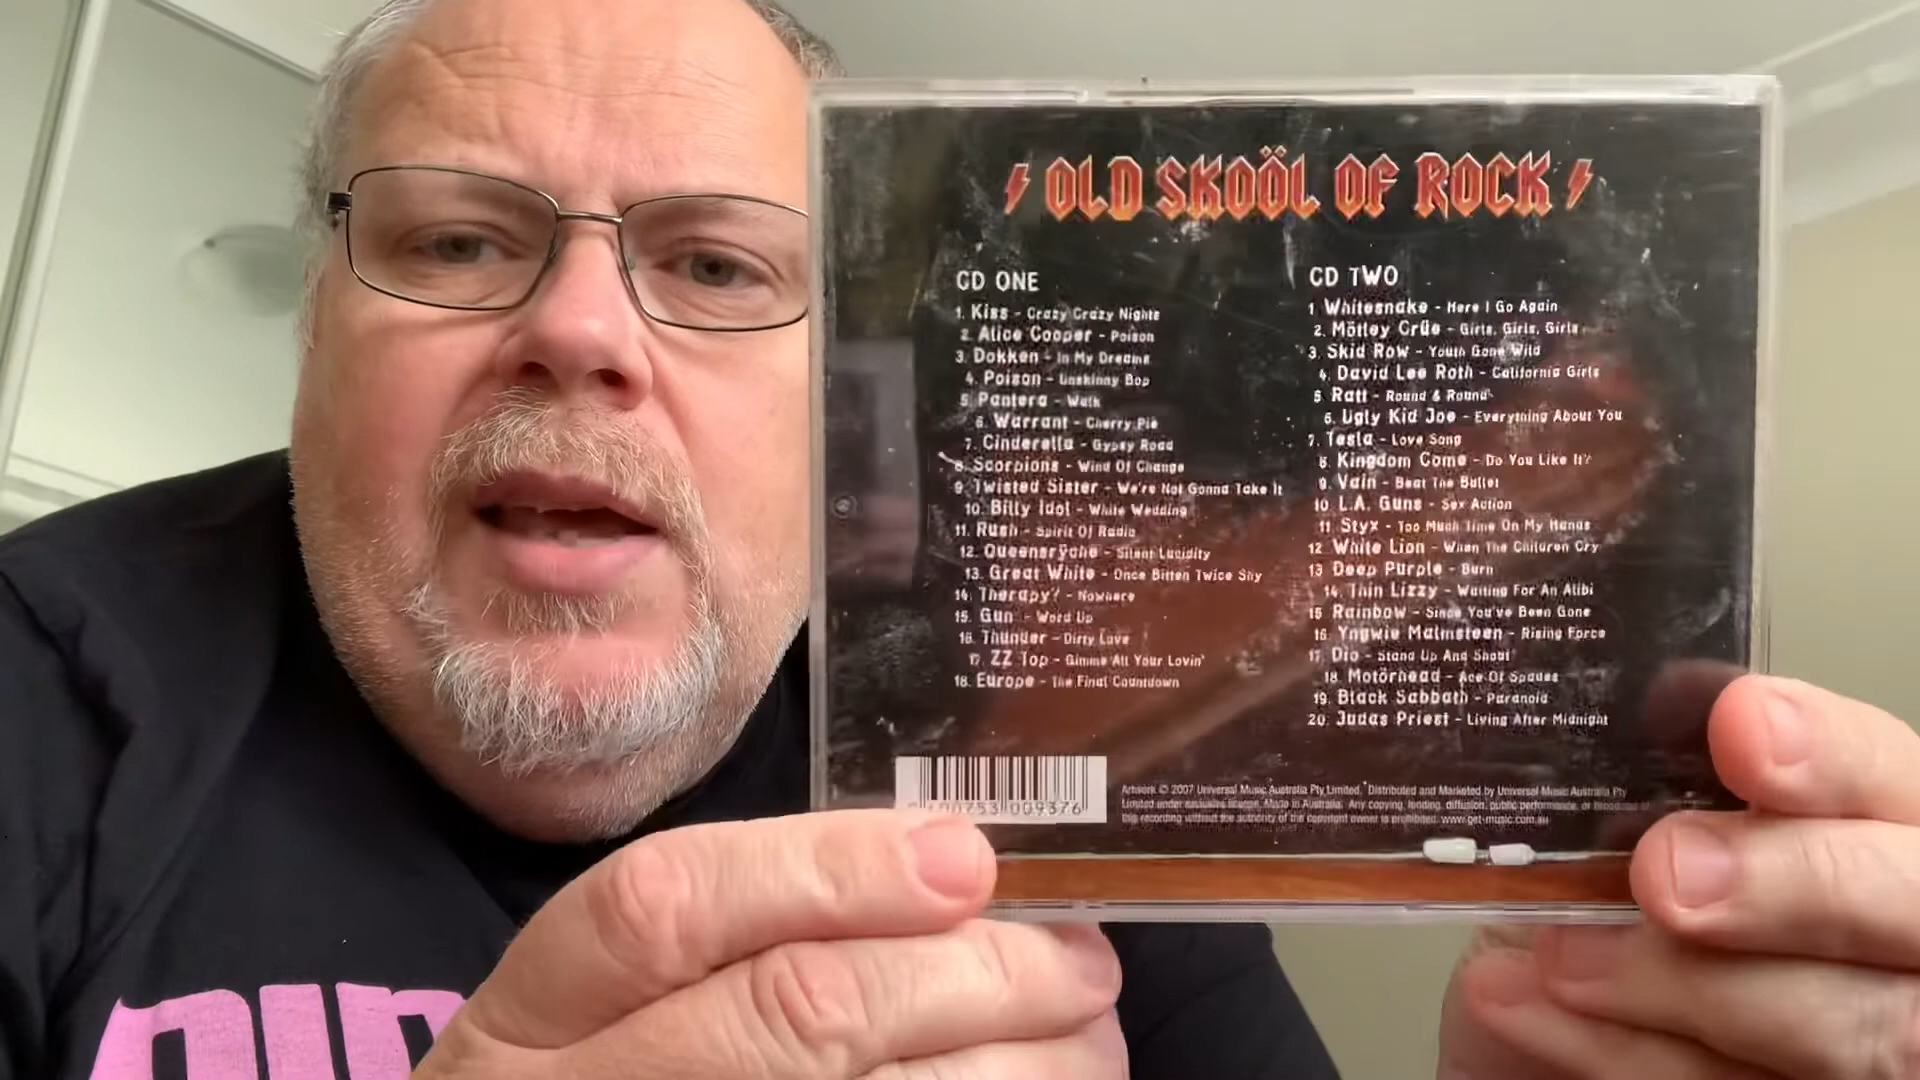 OLD SKOÖL OF ROCK
CD ONE
1. Kiss - Crazy Crazy Nights
2. Alice Cooper - Poison
3. Dokken - In My Dreams
4. Poison - Unskinny Bop
5. Pantera - Walk
6. Warrant - Cherry Pie
7. Cinderella - Gypsy Road
8. Scorpions - Wind Of Change
9. Twisted Sister - We're Not Gonna Take It
10. Billy Idol - White Wedding
11. Rush - Spirit Of Radio
12. Queensrÿche - Silent Lucidity
13. Great White - Once Bitten Twice Shy
14. Therapy? - Nowhere
15. Gun - Word Up
16. Thunder - Dirty Love
17. ZZ Top - Gimme All Your Lovin'
18. Europe - The Final Countdown
CD TWO
1 Whitesnake - Here I Go Again
2. Mötley Crüe - Girls, Girls, Girls
3. Skid Row - Youth Gone Wild
4. David Lee Roth - California Girls
5 Ratt - Round & Round
6. Ugly Kid Joe - Everything About You
7. Tesla - Love Song
8. Kingdom Come - Do You Like It?
9. Vain - Beat The Bullet
10 L.A. Guns - Sex Action
11. Styx - Too Much Time On My Hands
12 White Lion - When The Children Cry
13 Deep Purple - Burn
14. Thin Lizzy - Waiting For An Alibi
15 Rainbow - Since You've Been Gone
16. Yngwie Malmsteen - Rising Force
17 Dio - Stand Up And Shout
18. Motörhead - Ace Of Spades
19. Black Sabbath - Paranoid
20. Judas Priest - Living After Midnight
009376
Artwork © 2007 Universal Music Australia Pty Limited. Distributed and Marketed by Universal Music Australia Pty
Limited under exclusive licence. Made in Australia. Any copying, lending, diffusion, public performance, or broadcast of
this recording without the authority of the copyright owner is prohibited. www.get-music.com.au